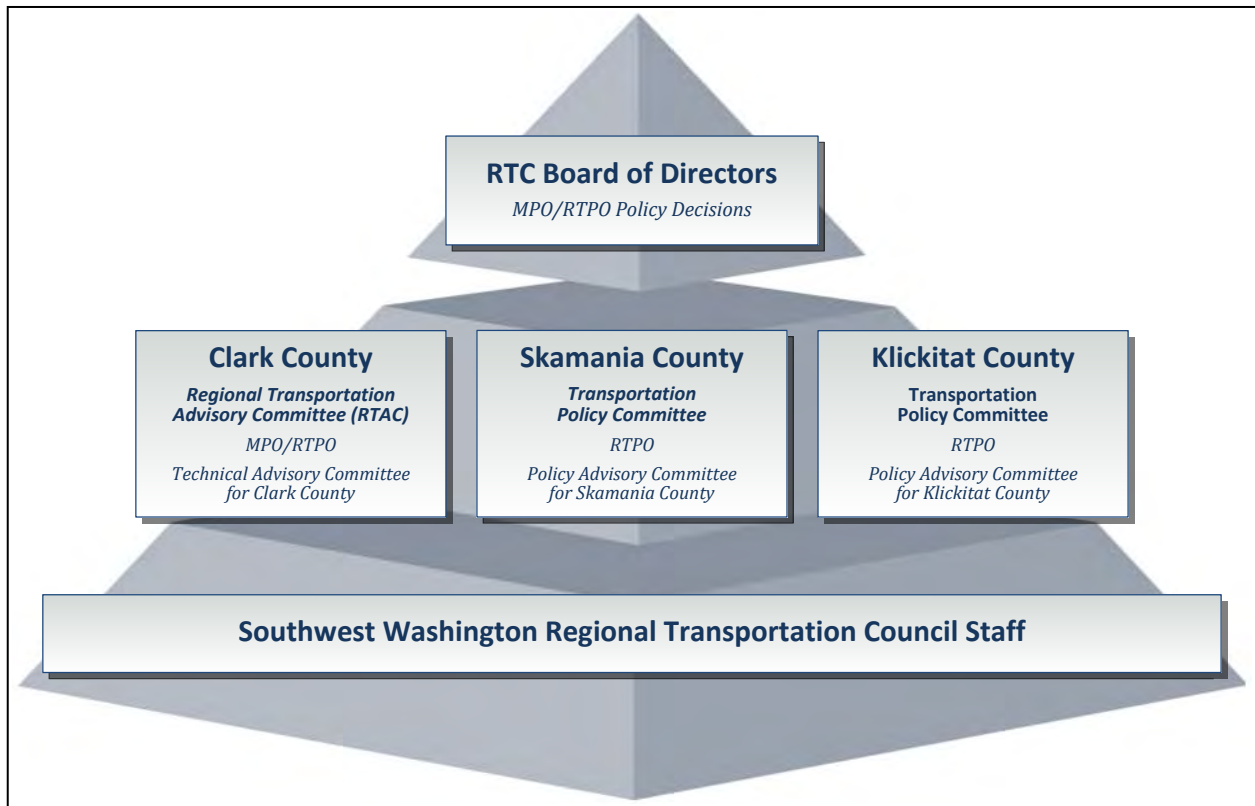 RTC Board of Directors
MPO/RTPO Policy Decisions
Clark County
Regional Transportation
Advisory Committee (RTAC)
MPO/RTPO
Technical Advisory Committee
for Clark County
Skamania County
Transportation
Policy Committee
RTPO
Policy Advisory Committee
for Skamania County
Klickitat County
Transportation
Policy Committee
RTPO
Policy Advisory Committee
for Klickitat County
Southwest Washington Regional Transportation Council Staff